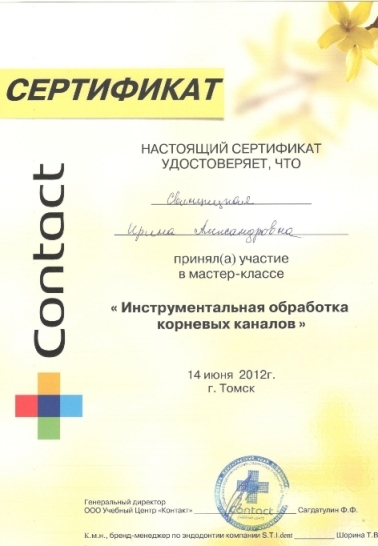 СЕРТИФИКАТ
Contact
НАСТОЯЩИЙ СЕРТИФИКАТ
УДОСТОВЕРЯЕТ, ЧТО
Свинцицкая
Ирина Александровна
принял(а) участие
в мастер-классе
« Инструментальная обработка
корневых каналов »
14 июня 2012г.
г. Томск
Contact
Генеральный директор
ООО Учебный Центр «Контакт» Сагдатулин Ф.Ф.
К.м.н., бренд-менеджер по эндодонтии компании S.T.I.dent Шорина Т.В